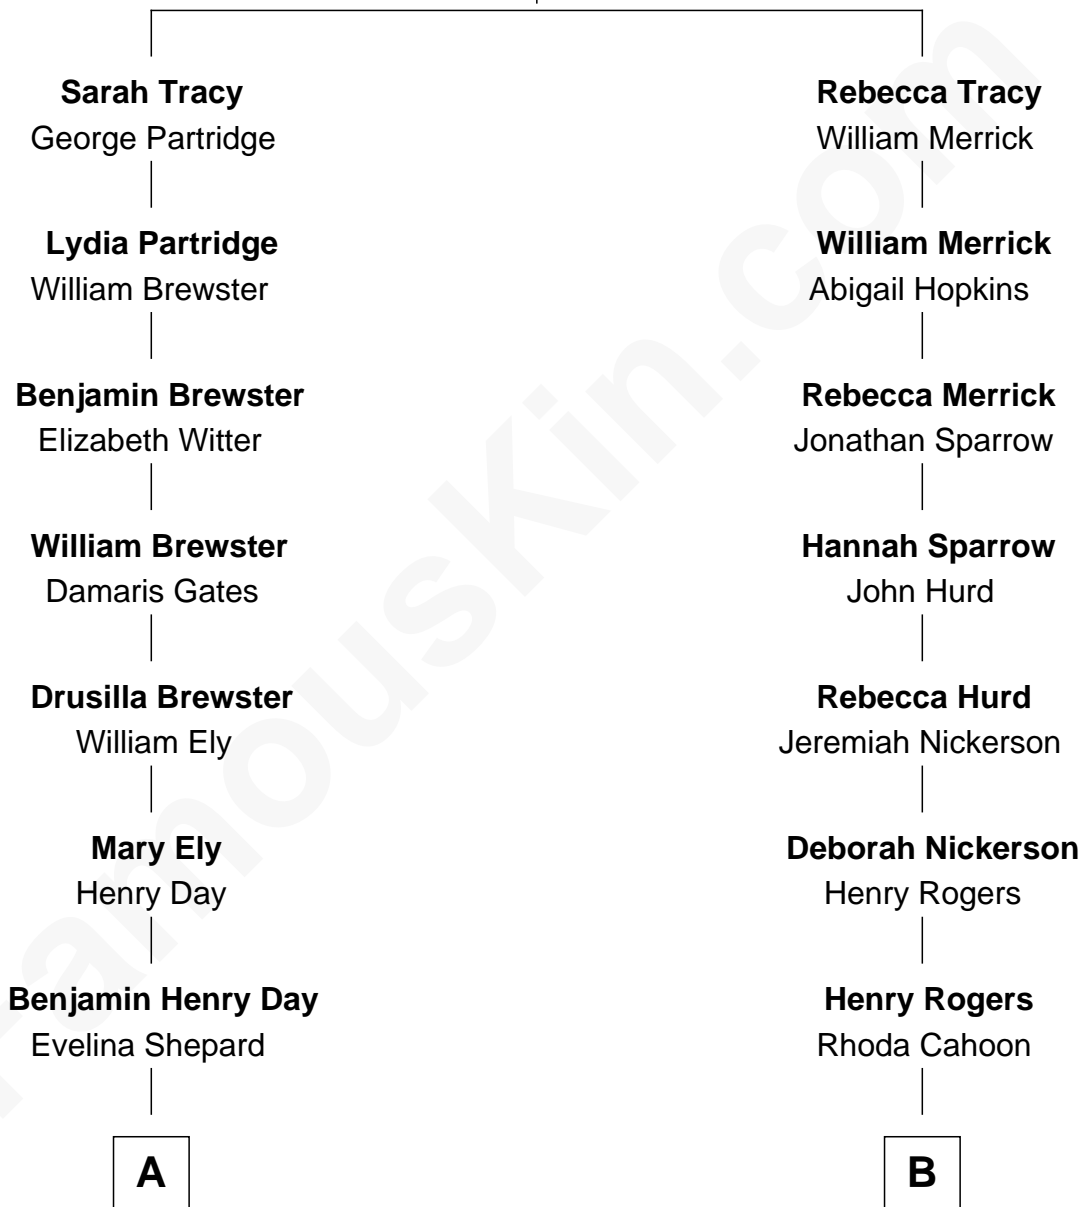 Sarah Tracy
George Partridge
Rebecca Tracy
William Merrick
Lydia Partridge
William Brewster
William Merrick
Abigail Hopkins
Benjamin Brewster
Elizabeth Witter
Rebecca Merrick
Jonathan Sparrow
William Brewster
Damaris Gates
Hannah Sparrow
John Hurd
Drusilla Brewster
William Ely
Rebecca Hurd
Jeremiah Nickerson
Mary Ely
Henry Day
Deborah Nickerson
Henry Rogers
Benjamin Henry Day
Evelina Shepard
Henry Rogers
Rhoda Cahoon
A
B
FamousKin.com